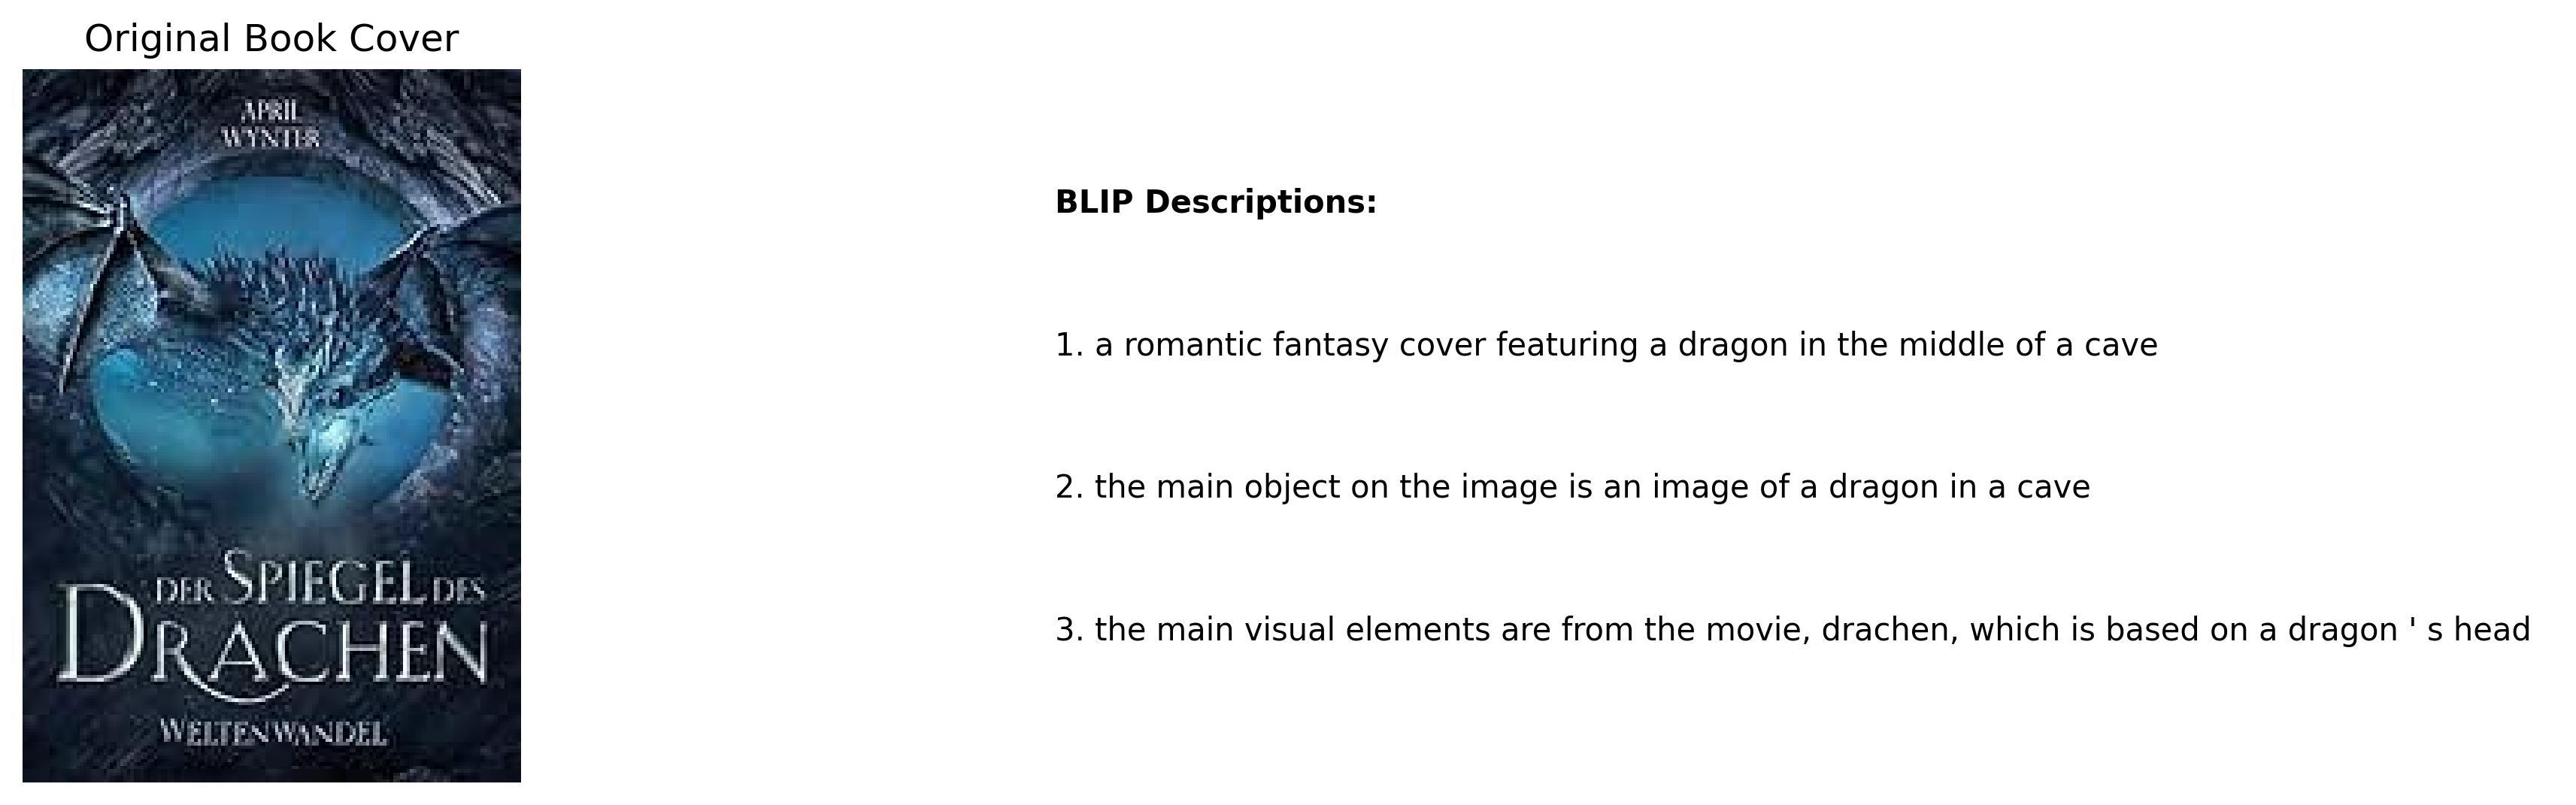 Original Book Cover
APRIL
WYNTER
DER SPIEGEL DES
DRACHEN
WELTENWANDEL
BLIP Descriptions:
1. a romantic fantasy cover featuring a dragon in the middle of a cave
2. the main object on the image is an image of a dragon in a cave
3. the main visual elements are from the movie, drachen, which is based on a dragon ' s head